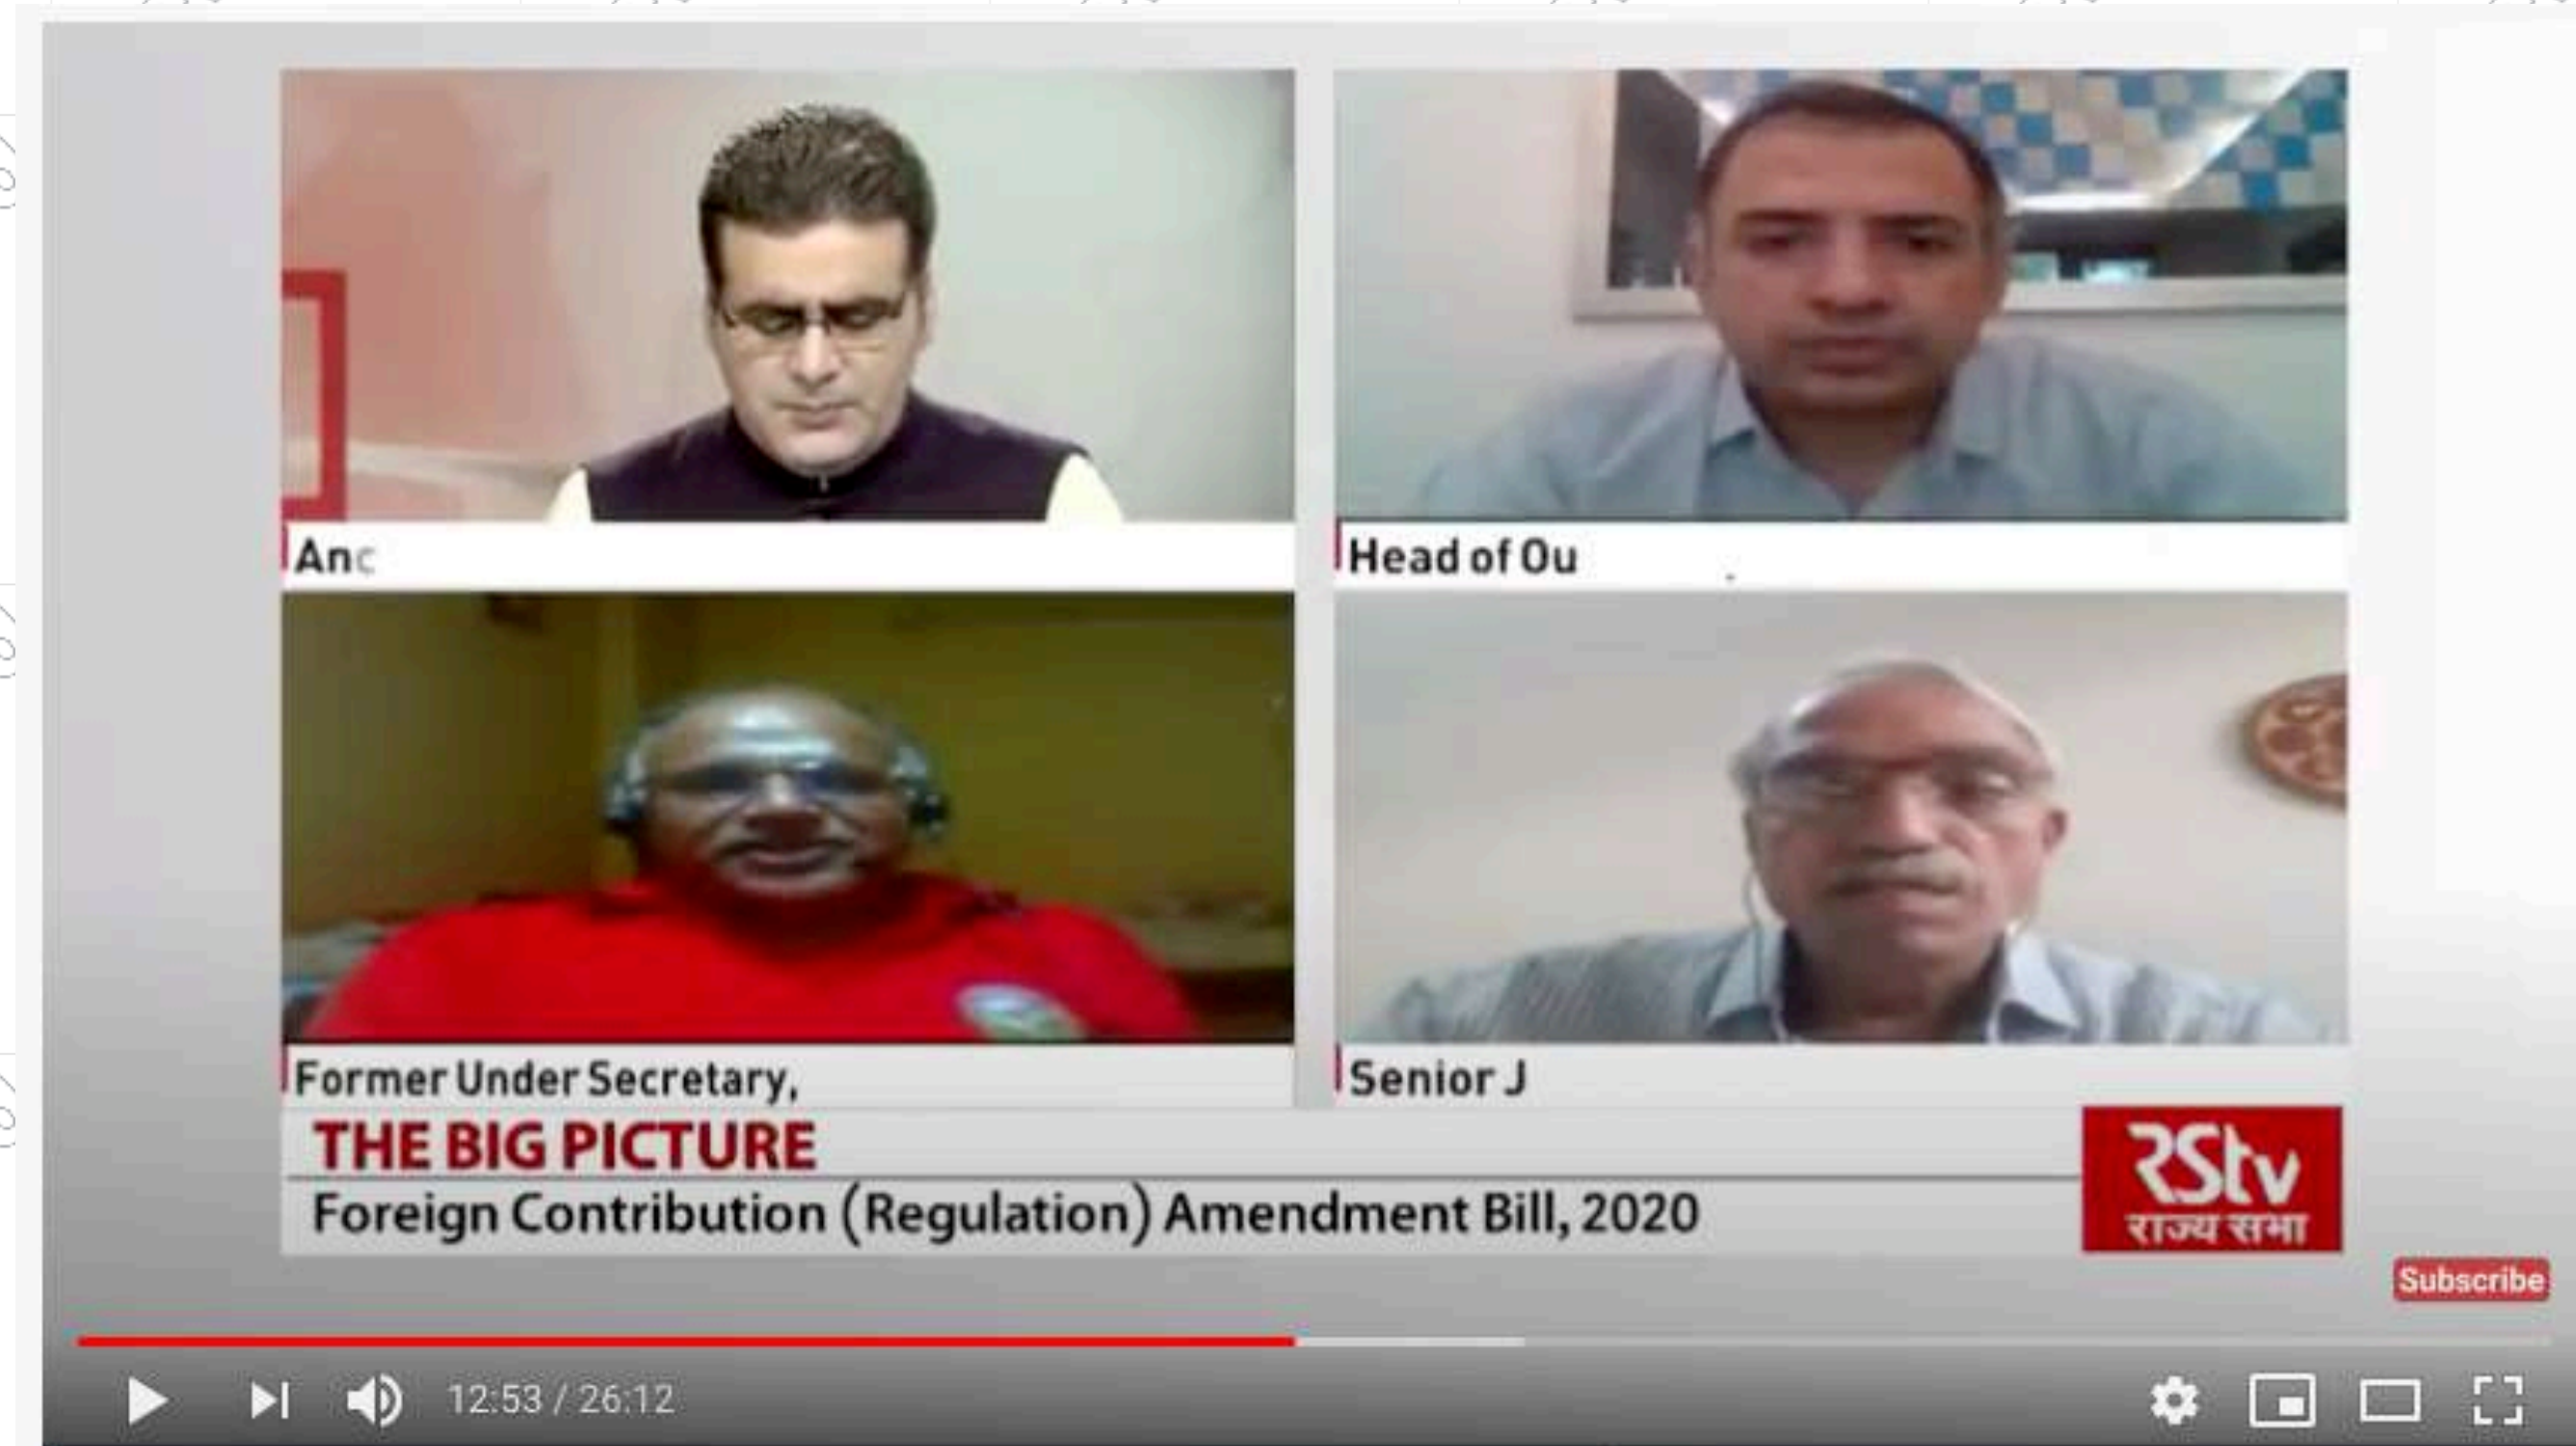 Anc
Head of Ou
Former Under Secretary,
Senior J
THE BIG PICTURE
Foreign Contribution (Regulation) Amendment Bill, 2020
RStv
राज्य सभा
Subscribe
12:53 / 26:12